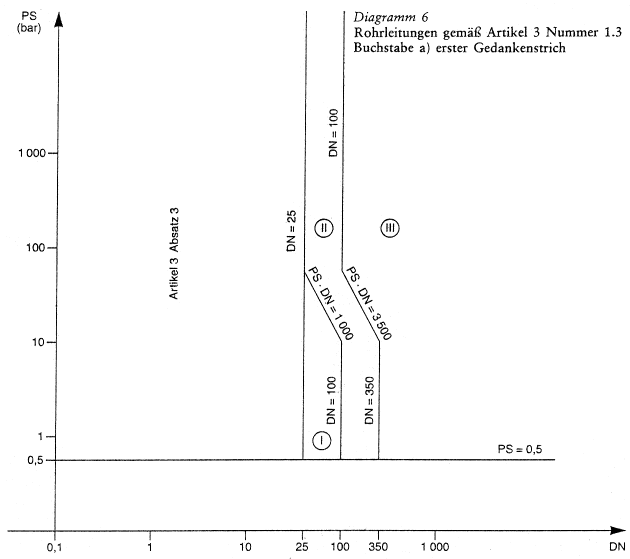 PS
(bar)
Diagramm 6
Rohrleitungen gemäß Artikel 3 Nummer 1.3
Buchstabe a) erster Gedankenstrich
1 000
100
10
1
0,5
Artikel 3 Absatz 3
DN = 25
DN = 100
II
III
PS · DN = 1 000
PS · DN = 3 500
DN = 100
DN = 350
I
PS = 0,5
0,1
1
10
25
100
350
1 000
DN